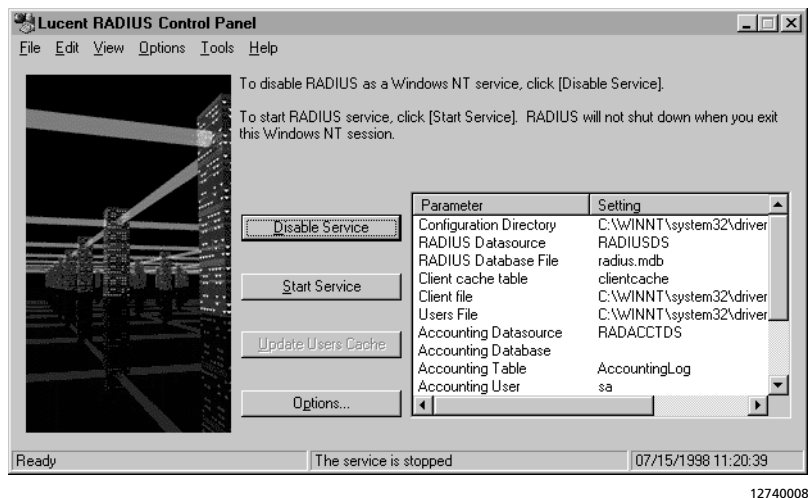 Lucent RADIUS Control Panel
File Edit View Options Tools Help
To disable RADIUS as a Windows NT service, click [Disable Service].
To start RADIUS service, click [Start Service]. RADIUS will not shut down when you exit
this Windows NT session.
Disable Service
Start Service
Update Users Cache
Options...
Parameter Setting
Configuration Directory C:\WINNT\system32\driver
RADIUS Datasource RADIUSDS
RADIUS Database File radius.mdb
Client cache table clientcache
Client file C:\WINNT\system32\driver
Users File C:\WINNT\system32\driver
Accounting Datasource RADACCTDS
Accounting Database
Accounting Table AccountingLog
Accounting User sa
Ready The service is stopped 07/15/1998 11:20:39
12740008